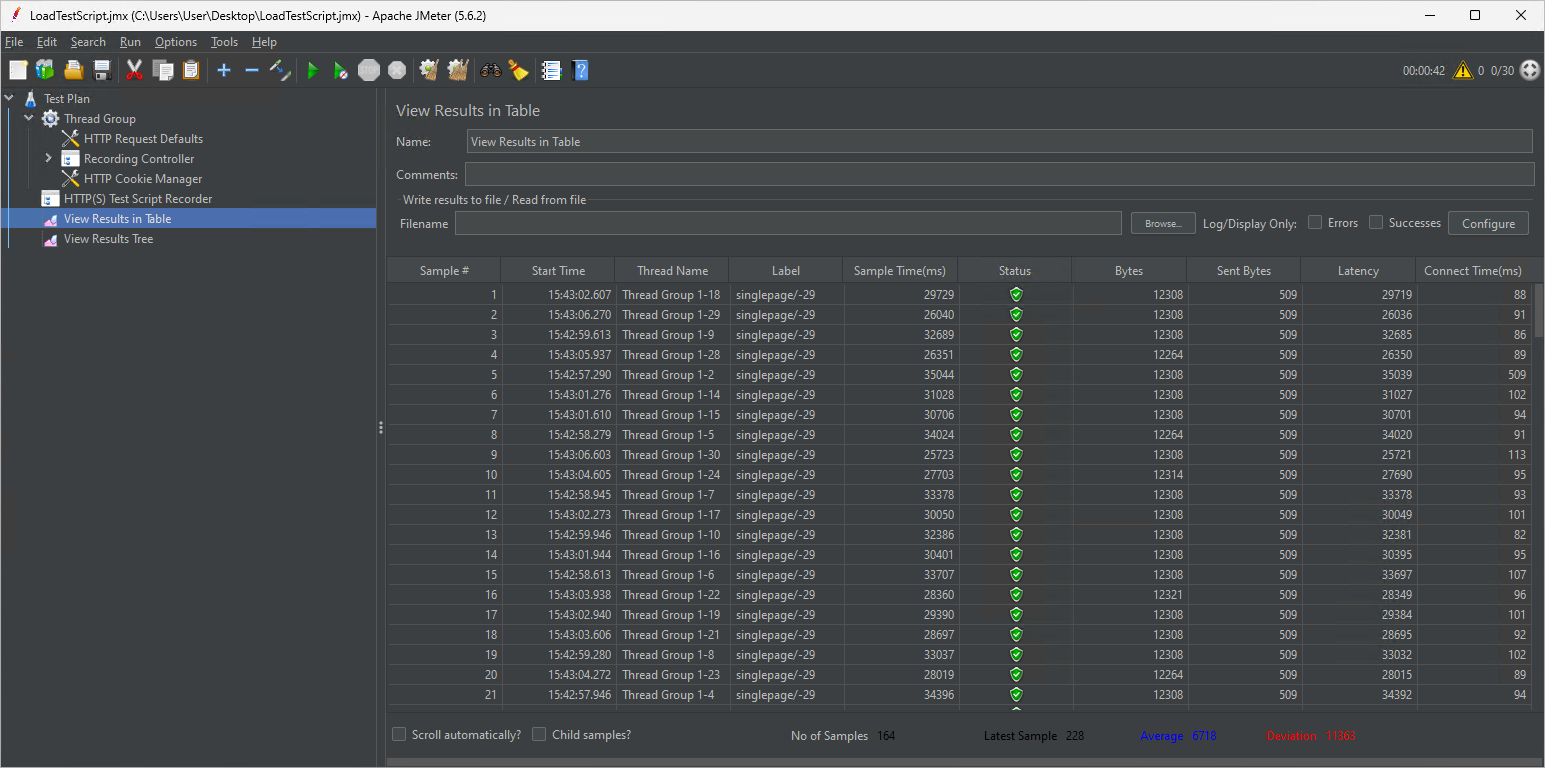 LoadTestScript.jmx (C:\Users\User\Desktop\LoadTestScript.jmx) - Apache JMeter (5.6.2)
File Edit Search Run Options Tools Help
STOP 00:00:42 0 0/30
Test Plan
Thread Group
HTTP Request Defaults
Recording Controller
HTTP Cookie Manager
HTTP(S) Test Script Recorder
View Results in Table
View Results Tree
View Results in Table
Name: View Results in Table
Comments:
Write results to file / Read from file
Filename Browse... Log/Display Only: Errors Successes Configure
Sample # Start Time Thread Name Label Sample Time(ms) Status Bytes Sent Bytes Latency Connect Time(ms)
1 15:43:02.607 Thread Group 1-18 singlepage/-29 29729 12308 509 29719 88
2 15:43:06.270 Thread Group 1-29 singlepage/-29 26040 12308 509 26036 91
3 15:42:59.613 Thread Group 1-9 singlepage/-29 32689 12308 509 32685 86
4 15:43:05.937 Thread Group 1-28 singlepage/-29 26351 12264 509 26350 89
5 15:42:57.290 Thread Group 1-2 singlepage/-29 35044 12308 509 35039 509
6 15:43:01.276 Thread Group 1-14 singlepage/-29 31028 12308 509 31027 102
7 15:43:01.610 Thread Group 1-15 singlepage/-29 30706 12308 509 30701 94
8 15:42:58.279 Thread Group 1-5 singlepage/-29 34024 12264 509 34020 91
9 15:43:06.603 Thread Group 1-30 singlepage/-29 25723 12308 509 25721 113
10 15:43:04.605 Thread Group 1-24 singlepage/-29 27703 12314 509 27690 95
11 15:42:58.945 Thread Group 1-7 singlepage/-29 33378 12308 509 33378 93
12 15:43:02.273 Thread Group 1-17 singlepage/-29 30050 12308 509 30049 101
13 15:42:59.946 Thread Group 1-10 singlepage/-29 32386 12308 509 32381 82
14 15:43:01.944 Thread Group 1-16 singlepage/-29 30401 12308 509 30395 95
15 15:42:58.613 Thread Group 1-6 singlepage/-29 33707 12308 509 33697 107
16 15:43:03.938 Thread Group 1-22 singlepage/-29 28360 12321 509 28349 96
17 15:43:02.940 Thread Group 1-19 singlepage/-29 29390 12308 509 29384 101
18 15:43:03.606 Thread Group 1-21 singlepage/-29 28697 12308 509 28695 92
19 15:42:59.280 Thread Group 1-8 singlepage/-29 33037 12308 509 33032 102
20 15:43:04.272 Thread Group 1-23 singlepage/-29 28019 12264 509 28015 89
21 15:42:57.946 Thread Group 1-4 singlepage/-29 34396 12308 509 34392 94
Scroll automatically? Child samples? No of Samples 164 Latest Sample 228 Average 6718 Deviation 11363